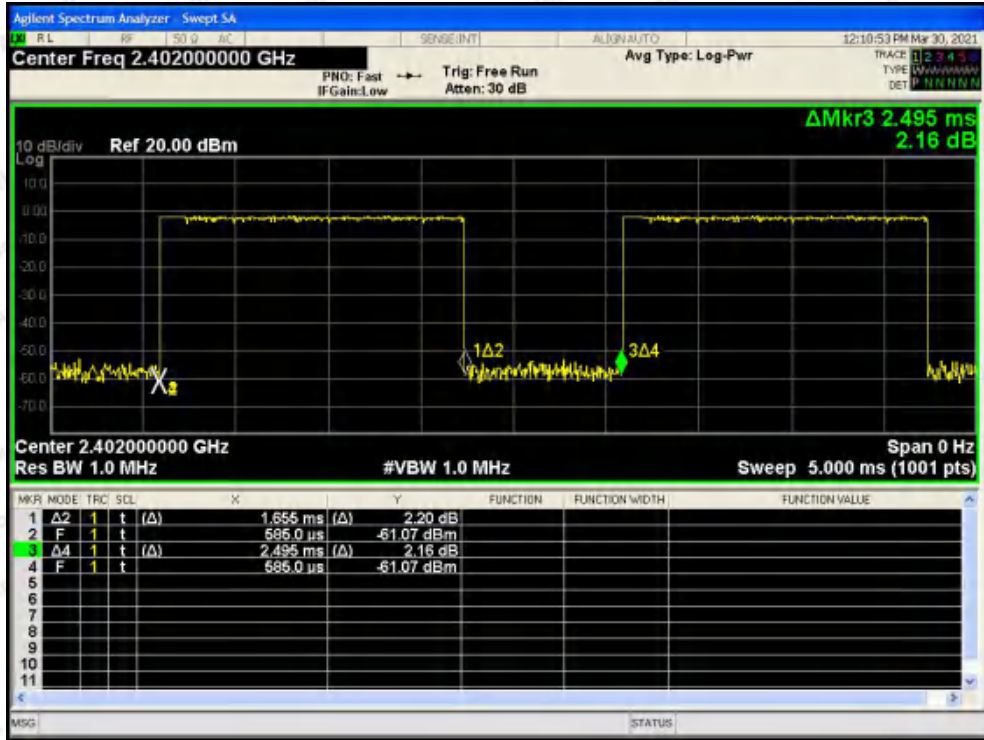 Agilent Spectrum Analyzer - Swept SA
LXI RL RF 50 Ω AC SENSE:INT ALIGN AUTO 12:10:53 PM Mar 30, 2021
Center Freq 2.402000000 GHz Avg Type: Log-Pwr TRACE 1 2 3 4 5 6
PNO: Fast Trig: Free Run TYPE
IFGain:Low Atten: 30 dB DET P N N N N N
ΔMkr3 2.495 ms
10 dB/div Ref 20.00 dBm 2.16 dB
Log
10.0
0.00
-10.0
-20.0
-30.0
-40.0
-50.0 1Δ2 3Δ4
-60.0
-70.0
Center 2.402000000 GHz Span 0 Hz
Res BW 1.0 MHz #VBW 1.0 MHz Sweep 5.000 ms (1001 pts)
MKR MODE TRC SCL X Y FUNCTION FUNCTION WIDTH FUNCTION VALUE
1 Δ2 1 t (Δ) 1.655 ms (Δ) 2.20 dB
2 F 1 t 585.0 µs -61.07 dBm
3 Δ4 1 t (Δ) 2.495 ms (Δ) 2.16 dB
4 F 1 t 585.0 µs -61.07 dBm
5
6
7
8
9
10
11
MSG STATUS